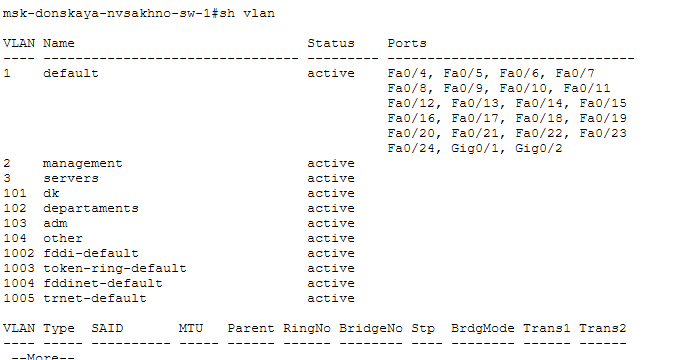 msk-donskaya-nvsakhno-sw-1#sh vlan
VLAN Name                             Status    Ports
---- -------------------------------- --------- -------------------------------
1    default                          active    Fa0/4, Fa0/5, Fa0/6, Fa0/7
                                                Fa0/8, Fa0/9, Fa0/10, Fa0/11
                                                Fa0/12, Fa0/13, Fa0/14, Fa0/15
                                                Fa0/16, Fa0/17, Fa0/18, Fa0/19
                                                Fa0/20, Fa0/21, Fa0/22, Fa0/23
                                                Fa0/24, Gig0/1, Gig0/2
2    management                       active
3    servers                          active
101  dk                               active
102  departaments                     active
103  adm                              active
104  other                            active
1002 fddi-default                     active
1003 token-ring-default               active
1004 fddinet-default                  active
1005 trnet-default                    active
VLAN Type  SAID       MTU   Parent RingNo BridgeNo Stp  BrdgMode Trans1 Trans2
---- ----- ---------- ----- ------ ------ -------- ---- -------- ------ ------
 --More--